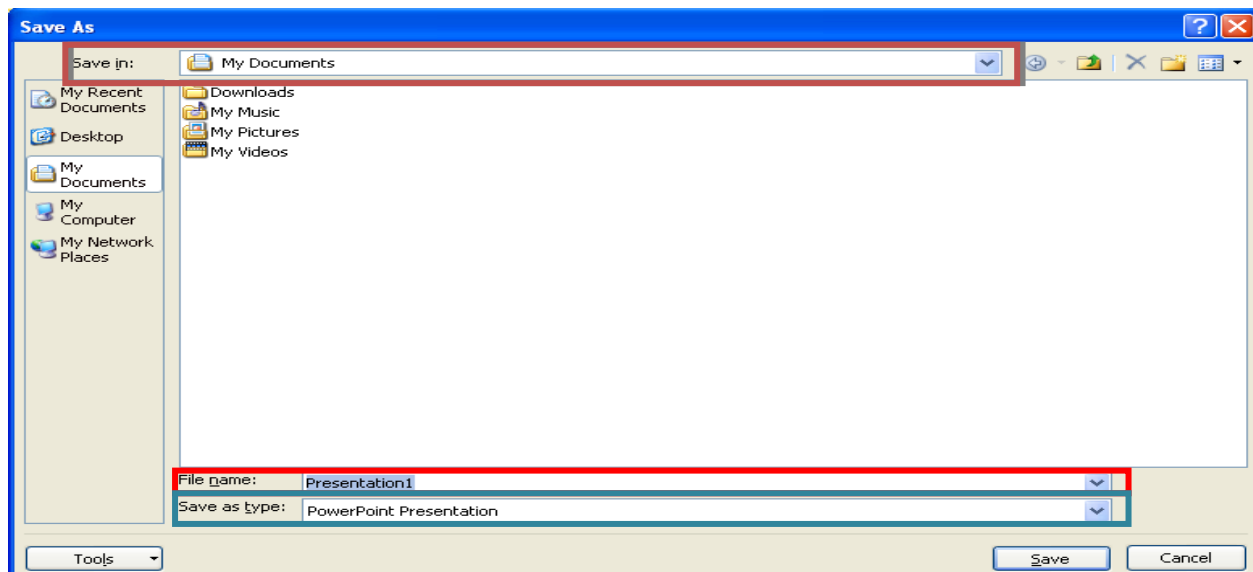 Save As
?
Save in:
My Documents
My Recent
Documents
Desktop
My
Documents
My
Computer
My Network
Places
Downloads
My Music
My Pictures
My Videos
File name:
Presentation1
Save as type:
PowerPoint Presentation
Tools
Save
Cancel